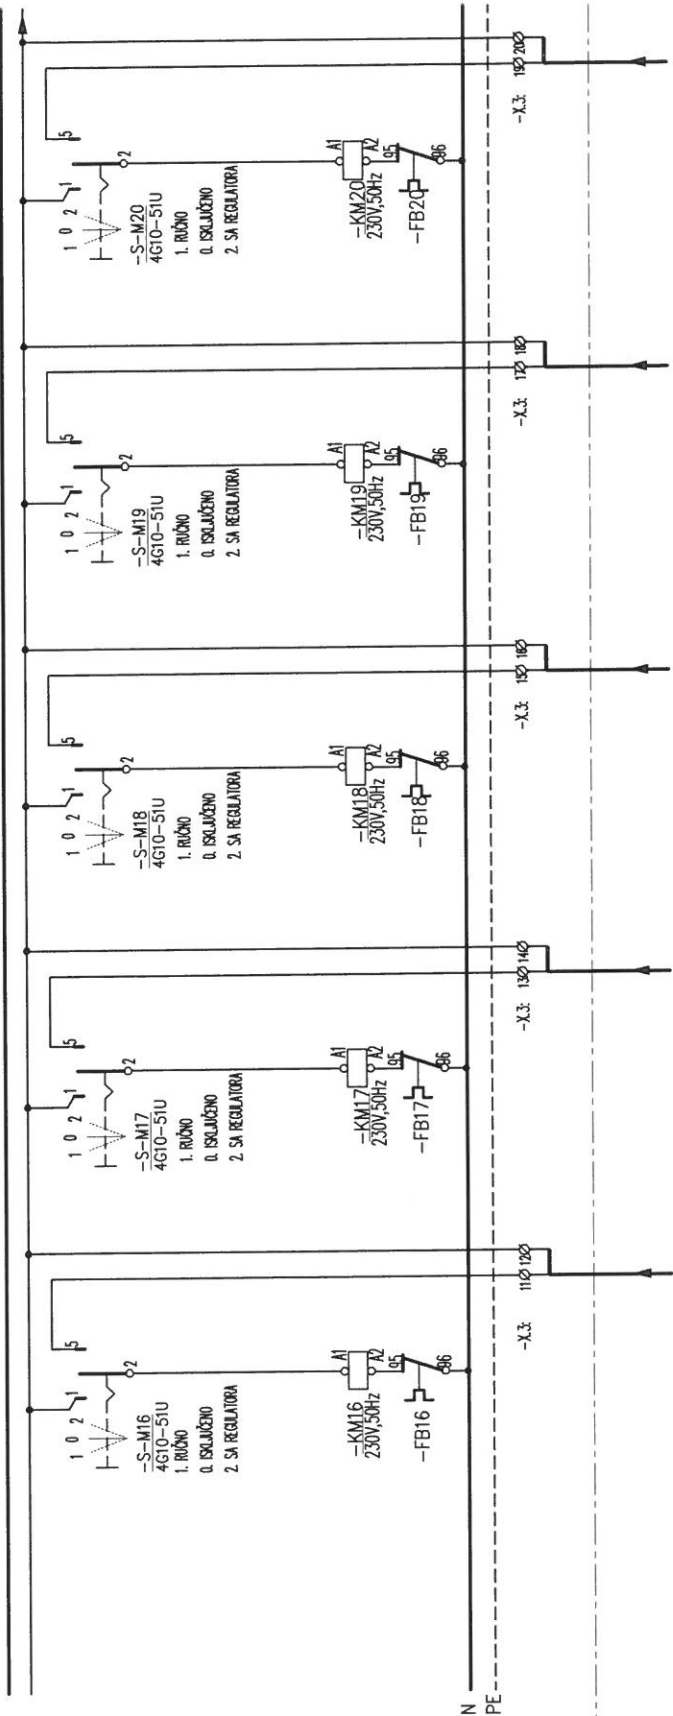 1 0 2
1
5
2
-S-M20
4G10-51U
1. RUČNO
0. ISKLJUČENO
2. SA REGULATORA
A1
A2
-KM20
230V,50Hz
95
96
-FB20
-X.3:
19
20
1 0 2
1
5
2
-S-M19
4G10-51U
1. RUČNO
0. ISKLJUČENO
2. SA REGULATORA
A1
A2
-KM19
230V,50Hz
95
96
-FB19
-X.3:
17
18
1 0 2
1
5
2
-S-M18
4G10-51U
1. RUČNO
0. ISKLJUČENO
2. SA REGULATORA
A1
A2
-KM18
230V,50Hz
95
96
-FB18
-X.3:
15
16
1 0 2
1
5
2
-S-M17
4G10-51U
1. RUČNO
0. ISKLJUČENO
2. SA REGULATORA
A1
A2
-KM17
230V,50Hz
95
96
-FB17
-X.3:
13
14
1 0 2
1
5
2
-S-M16
4G10-51U
1. RUČNO
0. ISKLJUČENO
2. SA REGULATORA
A1
A2
-KM16
230V,50Hz
95
96
-FB16
-X.3:
11
12
N
PE